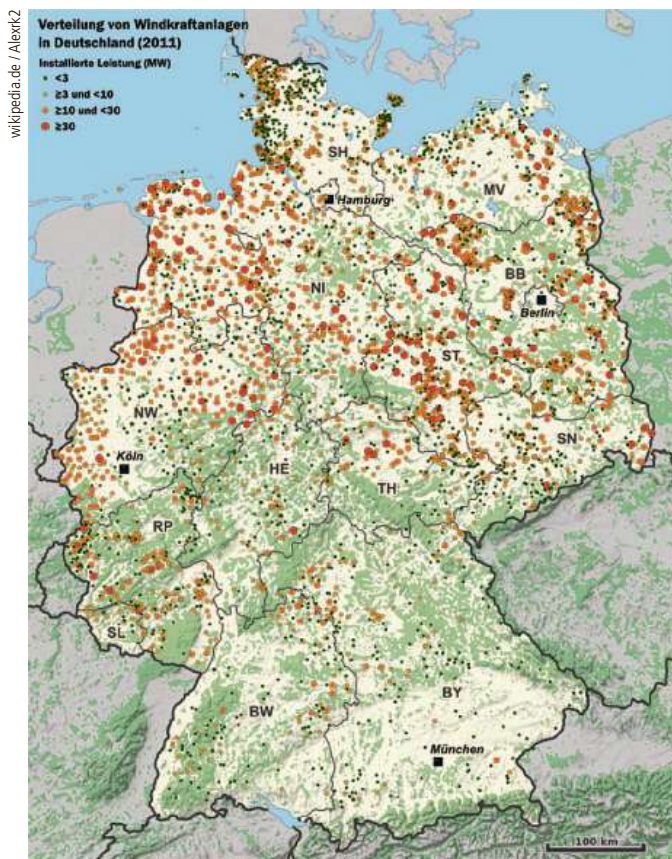 wikipedia.de / Alexrk2
Verteilung von Windkraftanlagen
in Deutschland (2011)
Installierte Leistung (MW)
<3
≥3 und <10
≥10 und <30
≥30
SH
Hamburg
MV
NI
BB
Berlin
ST
NW
Köln
SN
HE
TH
RP
SL
BY
BW
München
100 km